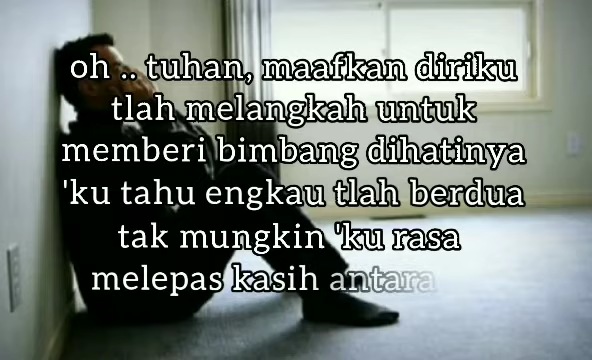 oh .. tuhan, maafkan diriku
tlah melangkah untuk
memberi bimbang dihatinya
'ku tahu engkau tlah berdua
tak mungkin 'ku rasa
melepas kasih antara